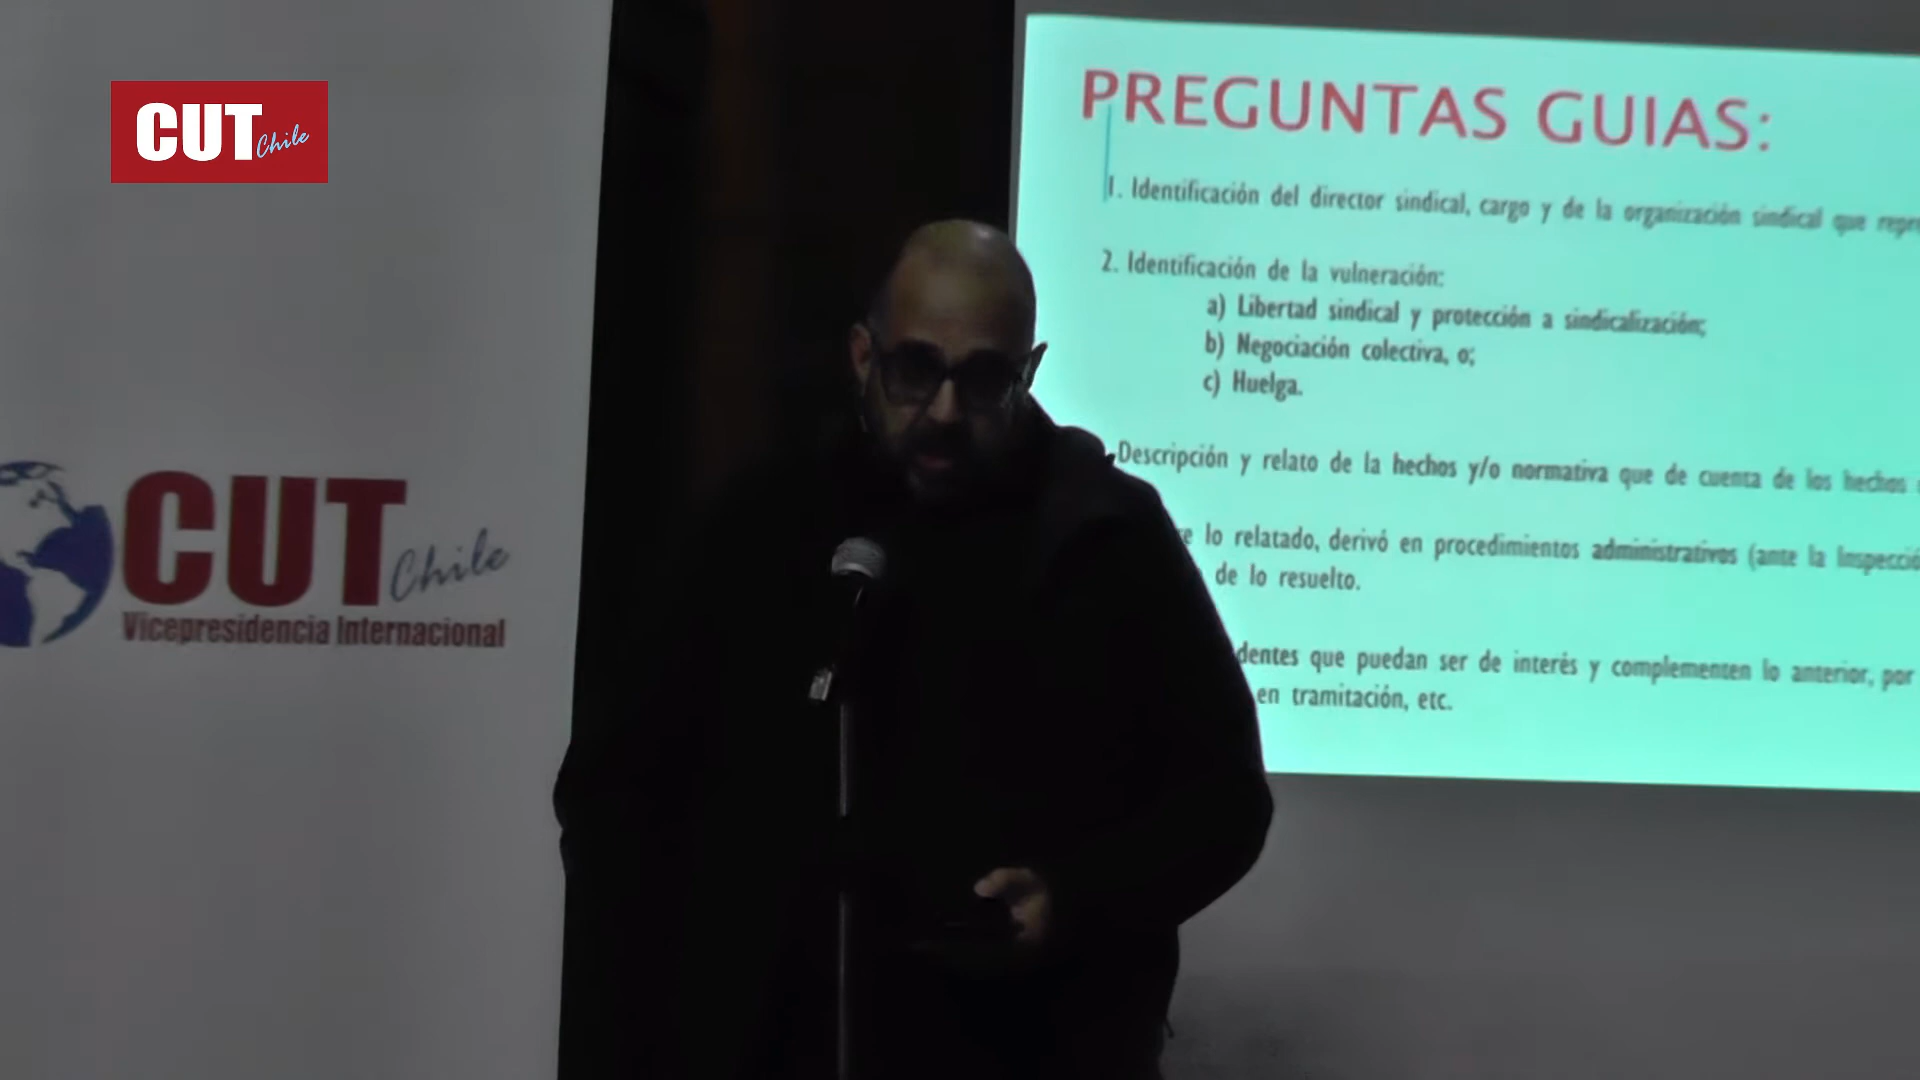 CUT Chile
CUT Chile
Vicepresidencia Internacional
PREGUNTAS GUIAS:
1. Identificación del director sindical, cargo y de la organización sindical que
2. Identificación de la vulneración:
a) Libertad sindical y protección a sindicalización;
b) Negociación colectiva, o;
c) Huelga.
Descripción y relato de la hechos y/o normativa que de cuenta de los hechos
lo relatado, derivó en procedimientos administrativos (ante la
de lo resuelto.
que puedan ser de interés y complementen lo anterior, por
en tramitación, etc.